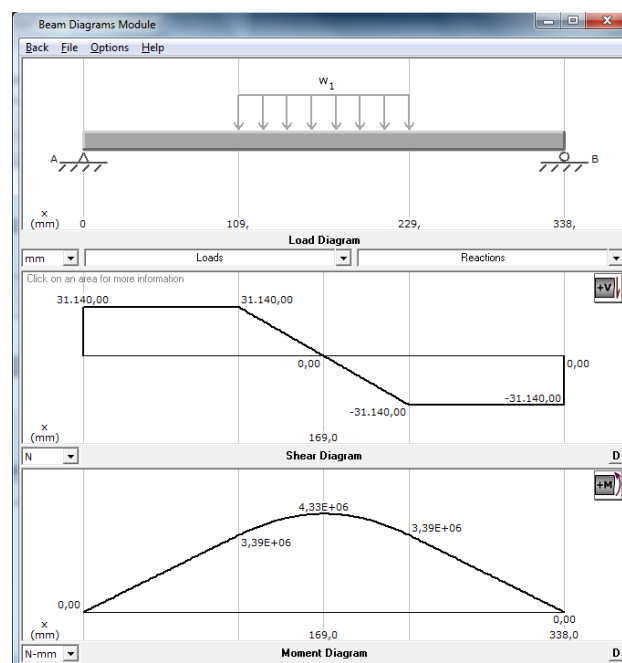 Beam Diagrams Module
Back File Options Help
w1
A
B
x
(mm) 0 109, 229, 338,
Load Diagram
mm Loads Reactions
Click on an area for more information
+V
31.140,00 31.140,00
0,00 0,00
-31.140,00 -31.140,00
x
(mm) 169,0
N Shear Diagram D
+M
4,33E+06
3,39E+06 3,39E+06
0,00 0,00
x
(mm) 169,0 338,0
N-mm Moment Diagram D